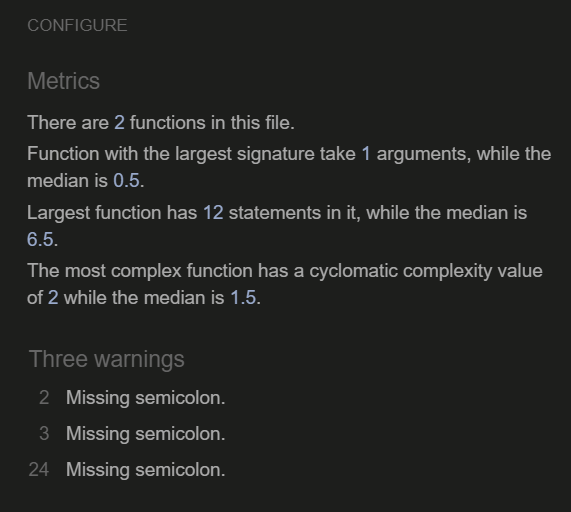 CONFIGURE
Metrics
There are 2 functions in this file.
Function with the largest signature take 1 arguments, while the
median is 0.5.
Largest function has 12 statements in it, while the median is
6.5.
The most complex function has a cyclomatic complexity value
of 2 while the median is 1.5.
Three warnings
2 Missing semicolon.
3 Missing semicolon.
24 Missing semicolon.